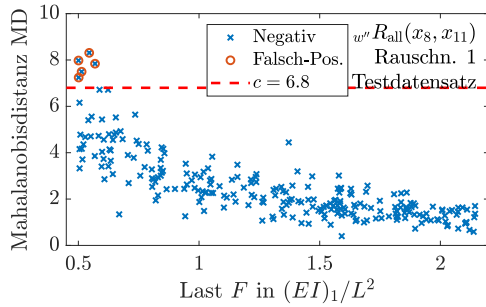 Mahalanobisdistanz MD
10
8
6
4
2
0
Negativ
Falsch-Pos.
c = 6.8
w″Rall(x8, x11)
Rauschn. 1
Testdatensatz
0.5
1
1.5
2
Last F in (EI)1/L2